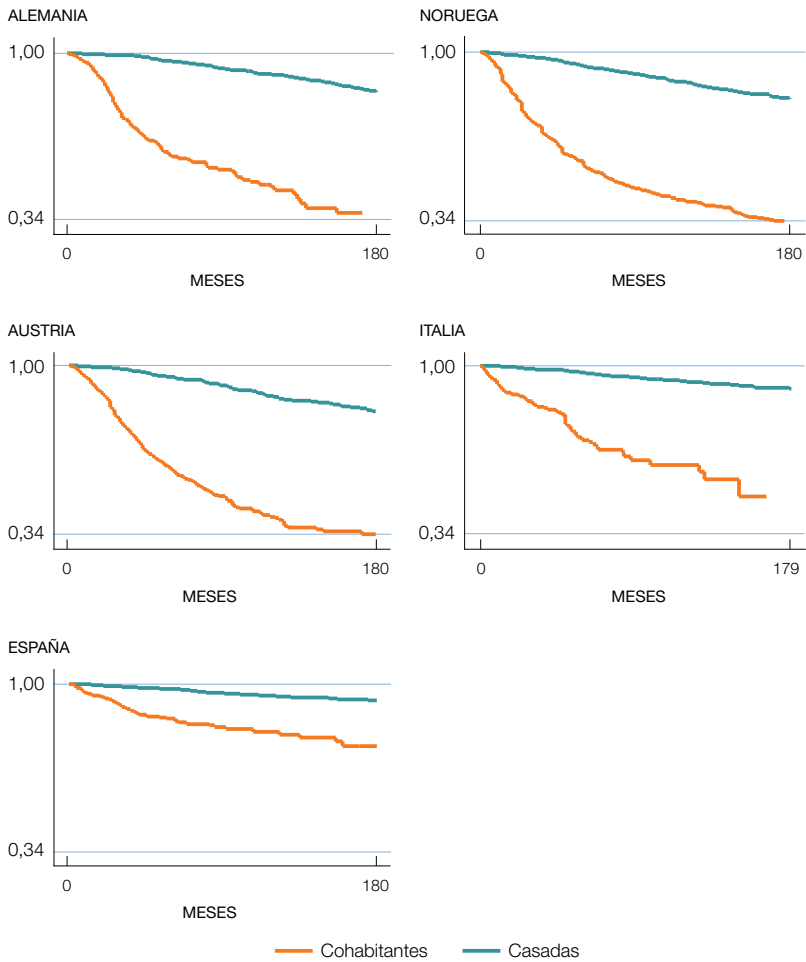 ALEMANIA
1,00
0,34
0
180
MESES
NORUEGA
1,00
0,34
0
180
MESES
AUSTRIA
1,00
0,34
0
180
MESES
ITALIA
1,00
0,34
0
179
MESES
ESPAÑA
1,00
0,34
0
180
MESES
Cohabitantes
Casadas